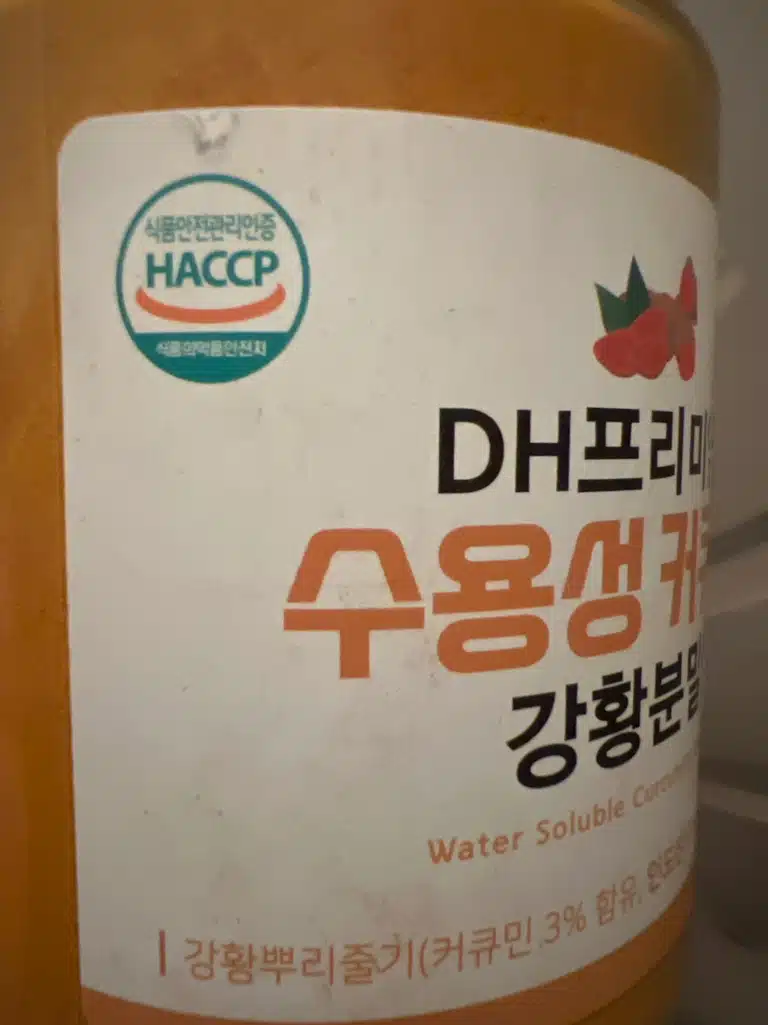 식품안전관리인증
HACCP
식품의약품안전처
DH프리미
수용성 커
강황분말
Water Soluble Curcumin
강황뿌리줄기(커큐민 3% 함유,